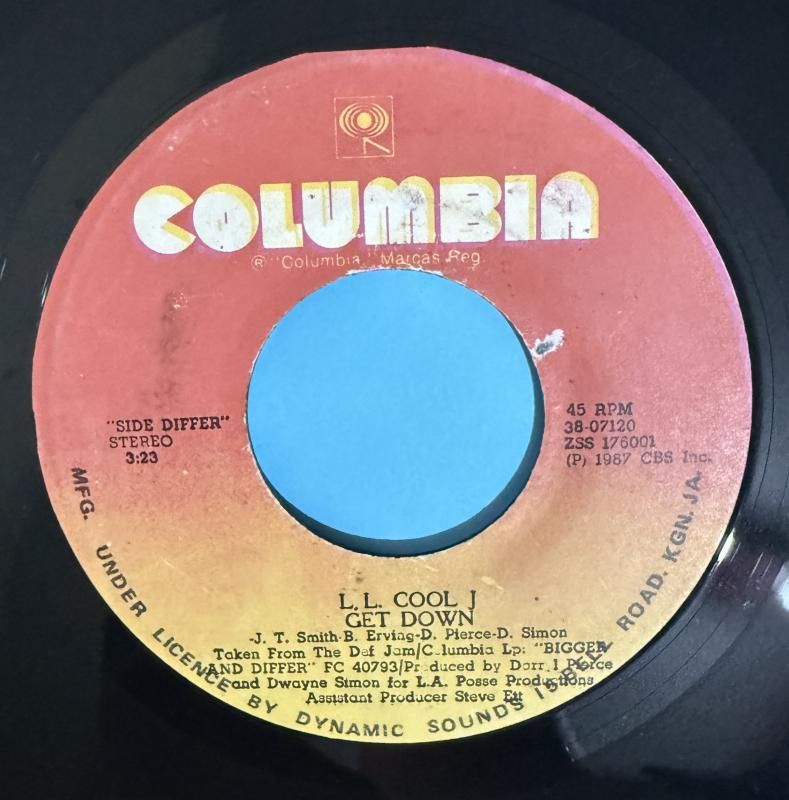 COLUMBIA
® "Columbia," Marcas Reg.
"SIDE DIFFER"
STEREO
3:23
45 RPM
38-07120
ZSS 176001
(P) 1987 CBS Inc.
L.L. COOL J
GET DOWN
-J. T. Smith-B. Erving-D. Pierce-D. Simon
Taken From The Def Jam/Columbia Lp: "BIGGER
AND DIFFER" FC 40793/Produced by Darr l Pierce
and Dwayne Simon for L.A. Posse Productions
Assistant Producer Steve Ett
MFG. UNDER LICENCE BY DYNAMIC SOUNDS 15 BELL ROAD. KGN. JA.